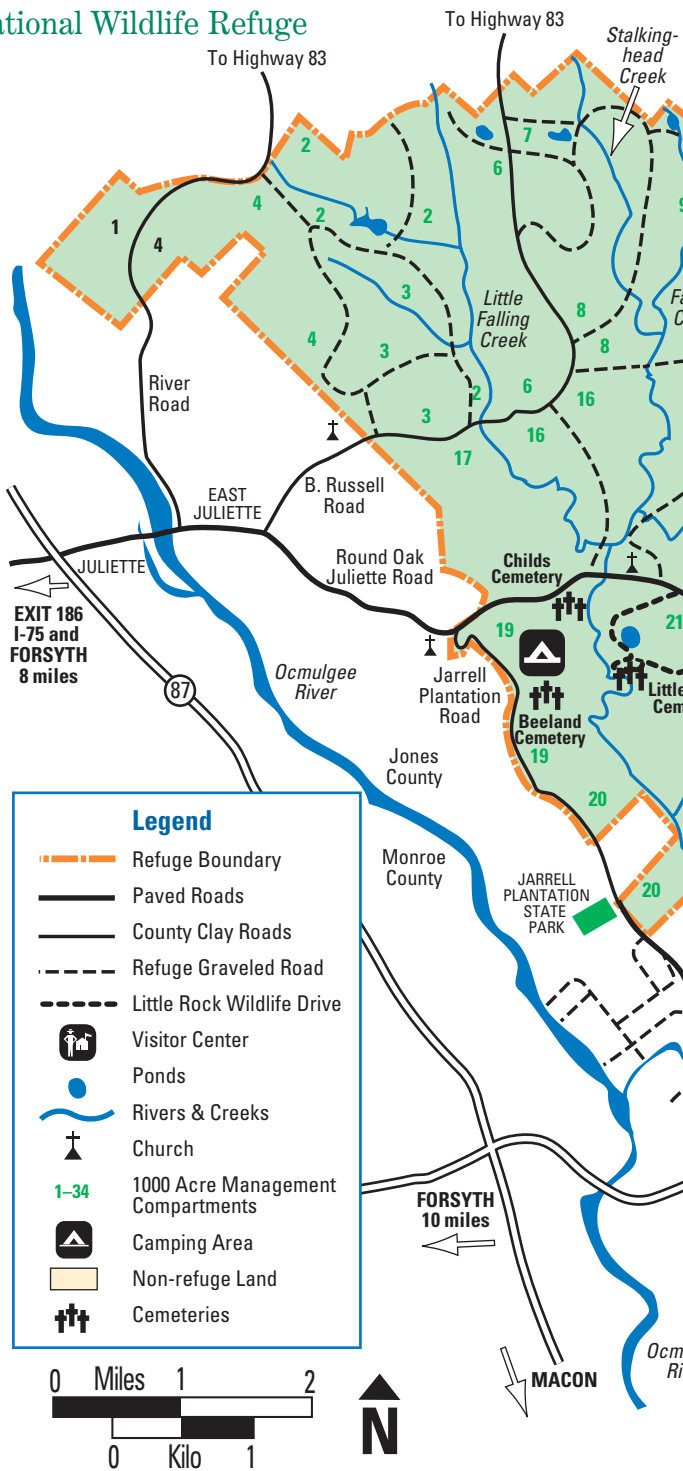 ational Wildlife Refuge
To Highway 83
To Highway 83
Stalking-
head
Creek
2
7
6
1
4
4
2
2
9
3
Little
Falling
Creek
Fa
C
8
4
3
8
River
Road
2
6
16
3
16
17
B. Russell
Road
EAST
JULIETTE
Round Oak
Juliette Road
Childs
Cemetery
JULIETTE
EXIT 186
I-75 and
FORSYTH
8 miles
19
21
87
Ocmulgee
River
Jarrell
Plantation
Road
Little
Cem
Beeland
Cemetery
19
Jones
County
20
Monroe
County
JARRELL
PLANTATION
STATE
PARK
20
Legend
Refuge Boundary
Paved Roads
County Clay Roads
Refuge Graveled Road
Little Rock Wildlife Drive
Visitor Center
Ponds
Rivers & Creeks
Church
1–34 1000 Acre Management
Compartments
Camping Area
Non-refuge Land
Cemeteries
FORSYTH
10 miles
Ocm
Ri
MACON
0 Miles 1 2
0 Kilo 1
N